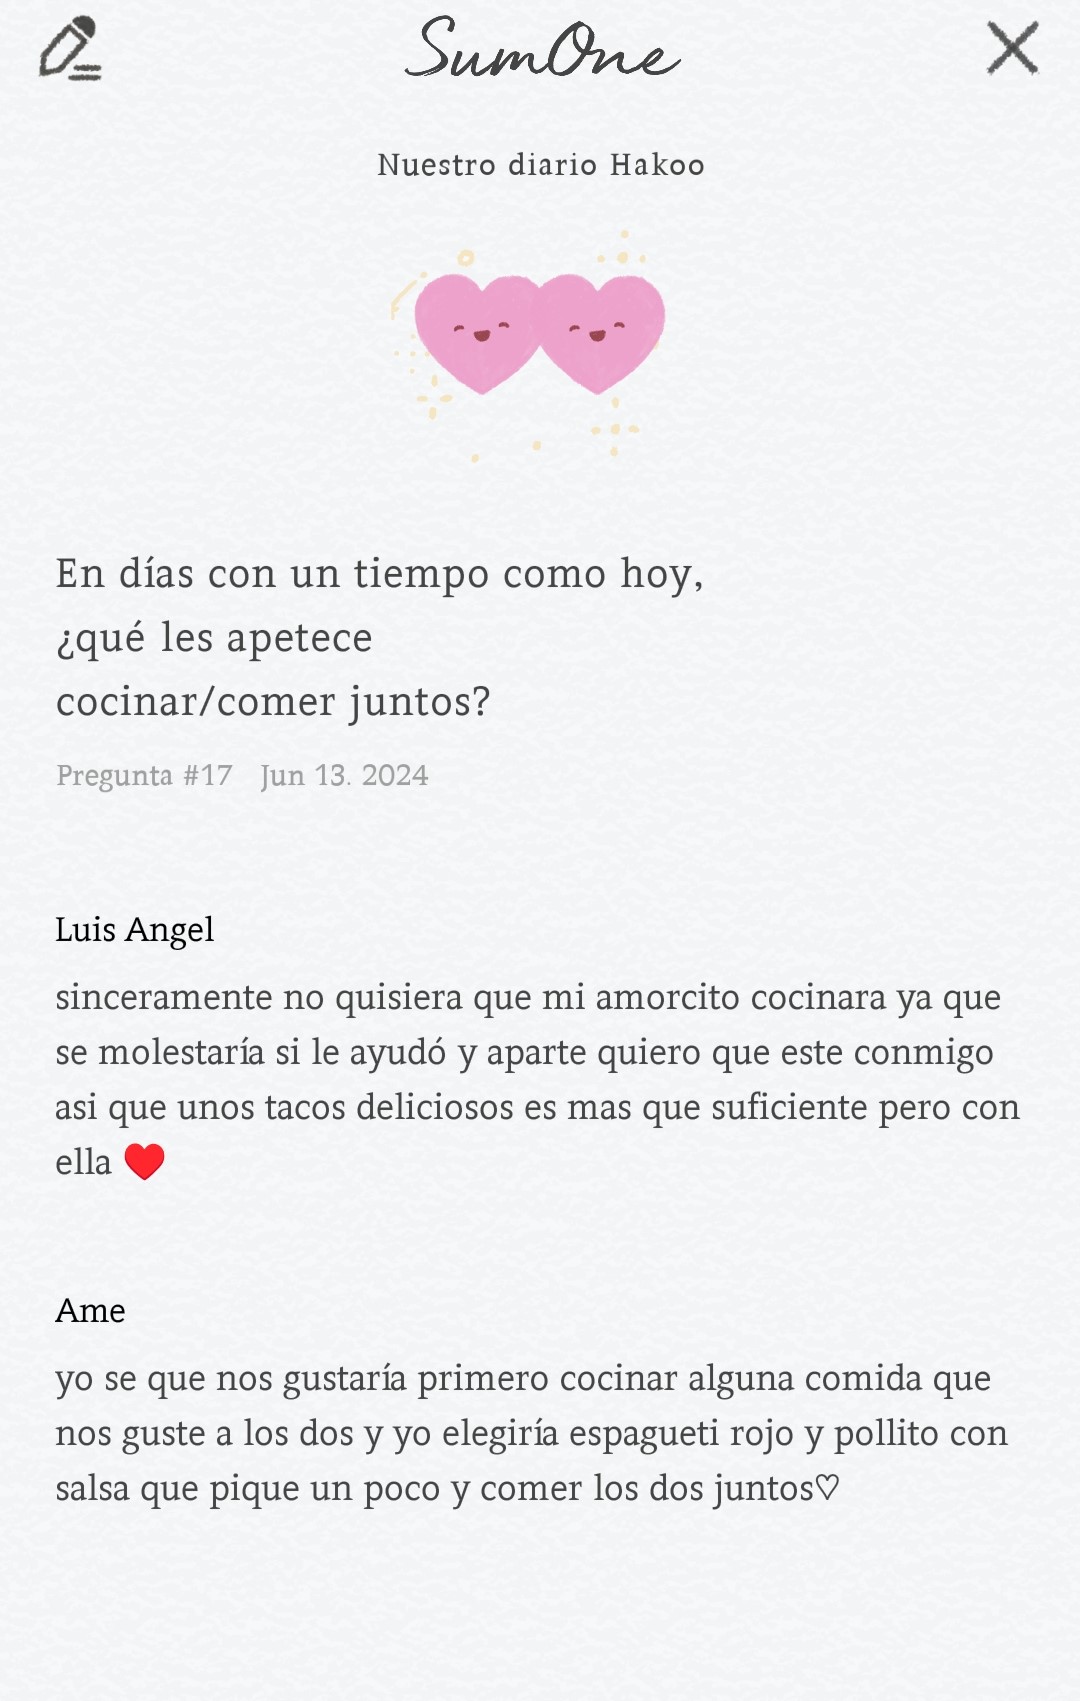 SumOne
Nuestro diario Hakoo
En días con un tiempo como hoy,
¿qué les apetece
cocinar/comer juntos?
Pregunta #17 Jun 13. 2024
Luis Angel
sinceramente no quisiera que mi amorcito cocinara ya que
se molestaría si le ayudó y aparte quiero que este conmigo
asi que unos tacos deliciosos es mas que suficiente pero con
ella ❤️
Ame
yo se que nos gustaría primero cocinar alguna comida que
nos guste a los dos y yo elegiría espagueti rojo y pollito con
salsa que pique un poco y comer los dos juntos♡